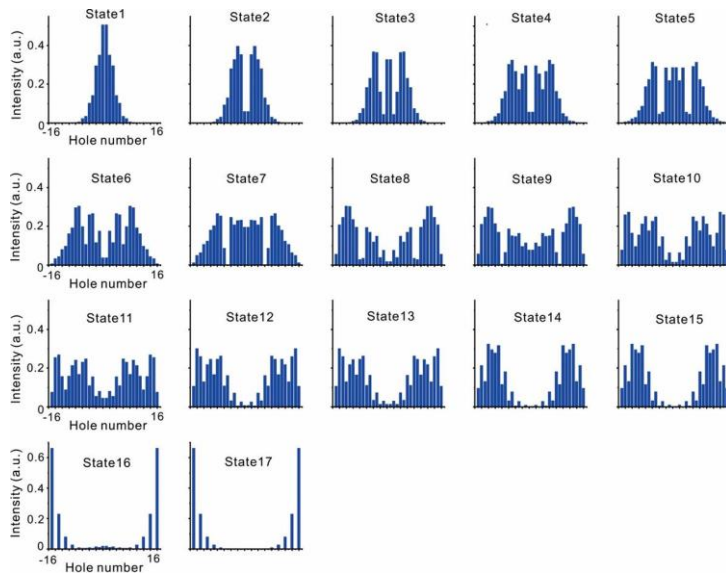 State1 State2 State3 State4 State5
Intensity (a.u.)
0.4
0.2
0
-16 16
Hole number
State6 State7 State8 State9 State10
Intensity (a.u.)
0.4
0.2
0
-16 16
Hole number
State11 State12 State13 State14 State15
Intensity (a.u.)
0.4
0.2
0
-16 16
Hole number
State16 State17
Intensity (a.u.)
0.6
0.4
0.2
0
-16 16
Hole number